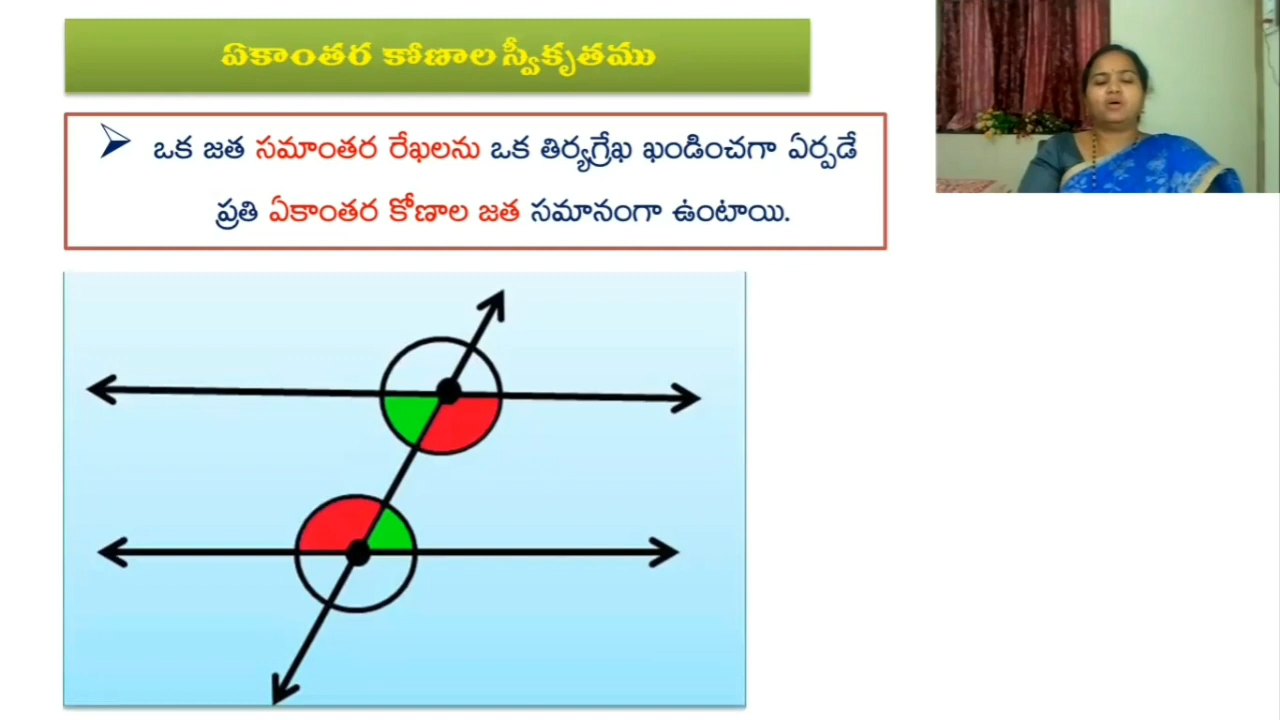 ఏకాంతర కోణాల స్వీకృతము
ఒక జత సమాంతర రేఖలను ఒక తిర్యగ్రేఖ ఖండించగా ఏర్పడే
ప్రతి ఏకాంతర కోణాల జత సమానంగా ఉంటాయి.